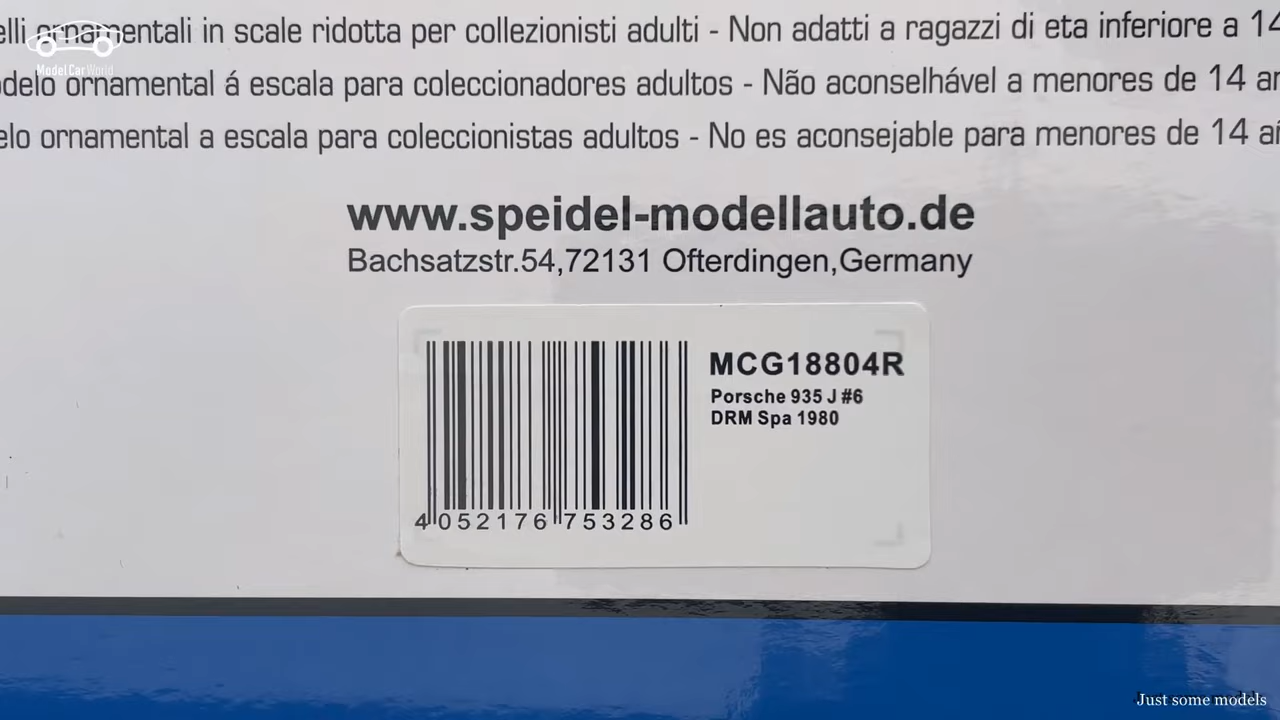 elli ornamentali in scale ridotta per collezionisti adulti - Non adatti a ragazzi di eta inferiore a 14
Model Car World
odelo ornamental á escala para coleccionadores adultos - Não aconselhável a menores de 14 an
elo ornamental a escala para coleccionistas adultos - No es aconsejable para menores de 14 añ
www.speidel-modellauto.de
Bachsatzstr.54,72131 Ofterdingen,Germany
MCG18804R
Porsche 935 J #6
DRM Spa 1980
4 052176 753286
Just some models